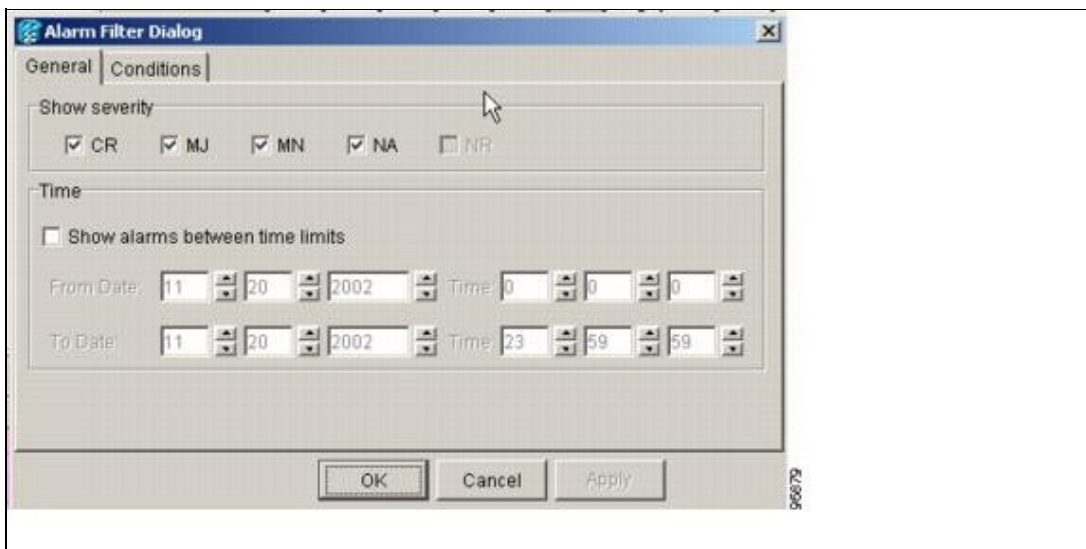 Alarm Filter Dialog
General Conditions
Show severity
CR MJ MN NA NR
Time
Show alarms between time limits
From Date: 11 20 2002 Time: 0 0 0
To Date: 11 20 2002 Time: 23 59 59
OK Cancel Apply
96879